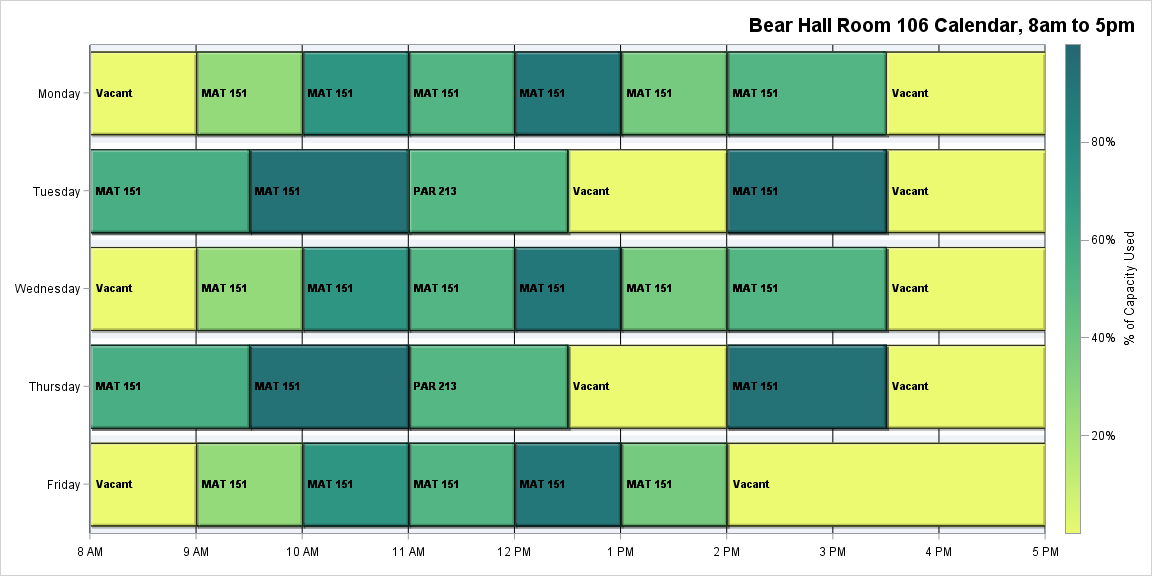 Bear Hall Room 106 Calendar, 8am to 5pm
Monday
Vacant
MAT 151
MAT 151
MAT 151
MAT 151
MAT 151
MAT 151
Vacant
Tuesday
MAT 151
MAT 151
PAR 213
Vacant
MAT 151
Vacant
Wednesday
Vacant
MAT 151
MAT 151
MAT 151
MAT 151
MAT 151
MAT 151
Vacant
Thursday
MAT 151
MAT 151
PAR 213
Vacant
MAT 151
Vacant
Friday
Vacant
MAT 151
MAT 151
MAT 151
MAT 151
MAT 151
Vacant
8 AM
9 AM
10 AM
11 AM
12 PM
1 PM
2 PM
3 PM
4 PM
5 PM
80%
60%
40%
20%
% of Capacity Used